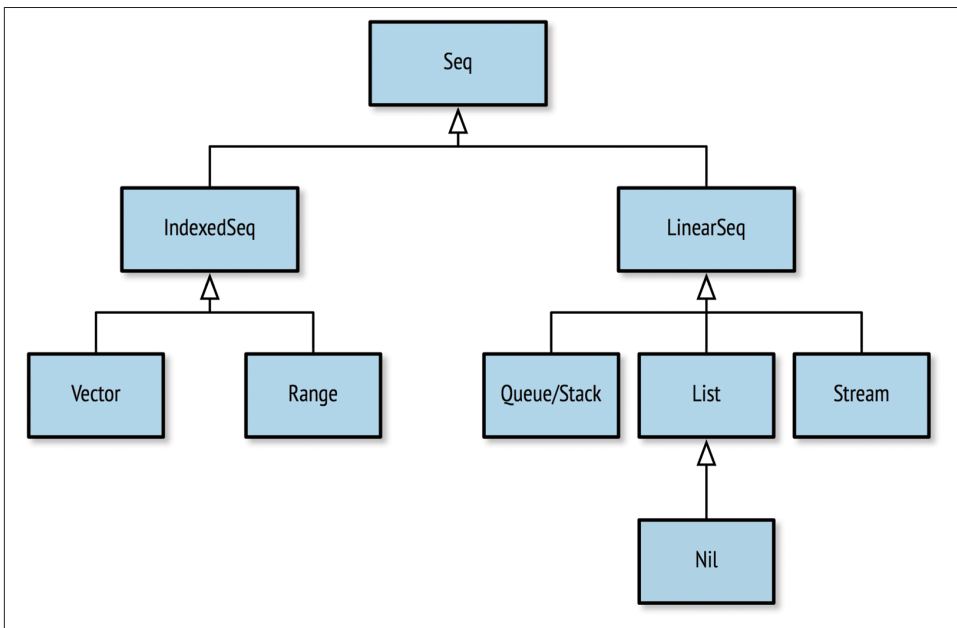 Seq
IndexedSeq
LinearSeq
Vector
Range
Queue/Stack
List
Stream
Nil